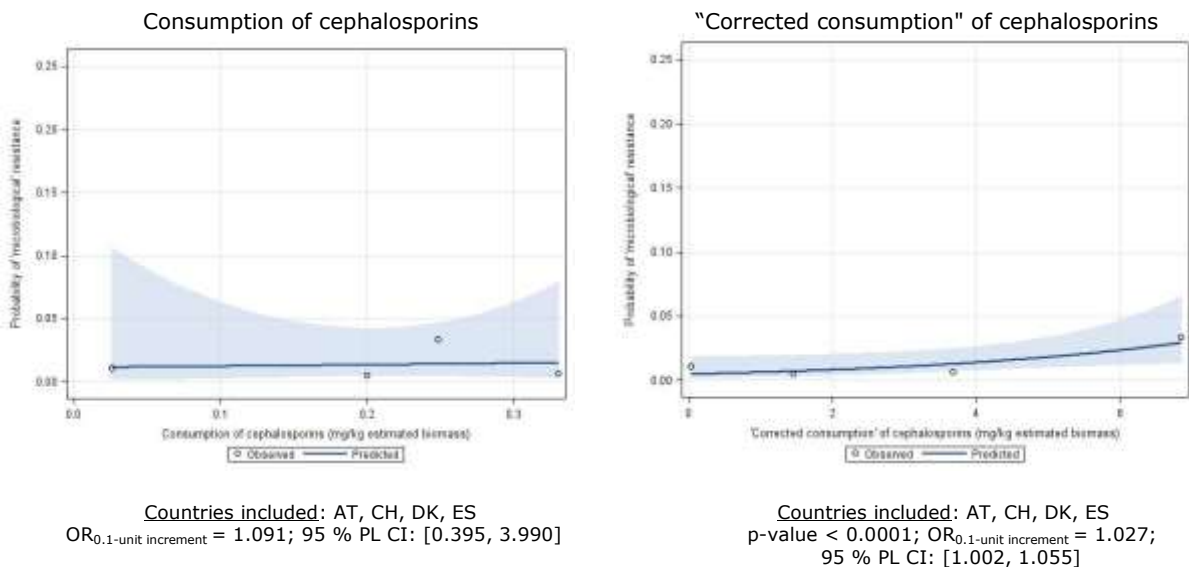 Consumption of cephalosporins
0.25
0.20
0.15
0.10
0.05
0.00
0.0 0.1 0.2 0.3
Probability of 'microbiological' resistance
Consumption of cephalosporins (mg/kg estimated biomass)
Observed Predicted
Countries included: AT, CH, DK, ES
OR0.1-unit increment = 1.091; 95 % PL CI: [0.395, 3.990]
“Corrected consumption" of cephalosporins
0.25
0.20
0.15
0.10
0.05
0.00
0 2 4 6
Probability of 'microbiological' resistance
'Corrected consumption' of cephalosporins (mg/kg estimated biomass)
Observed Predicted
Countries included: AT, CH, DK, ES
p-value < 0.0001; OR0.1-unit increment = 1.027;
95 % PL CI: [1.002, 1.055]